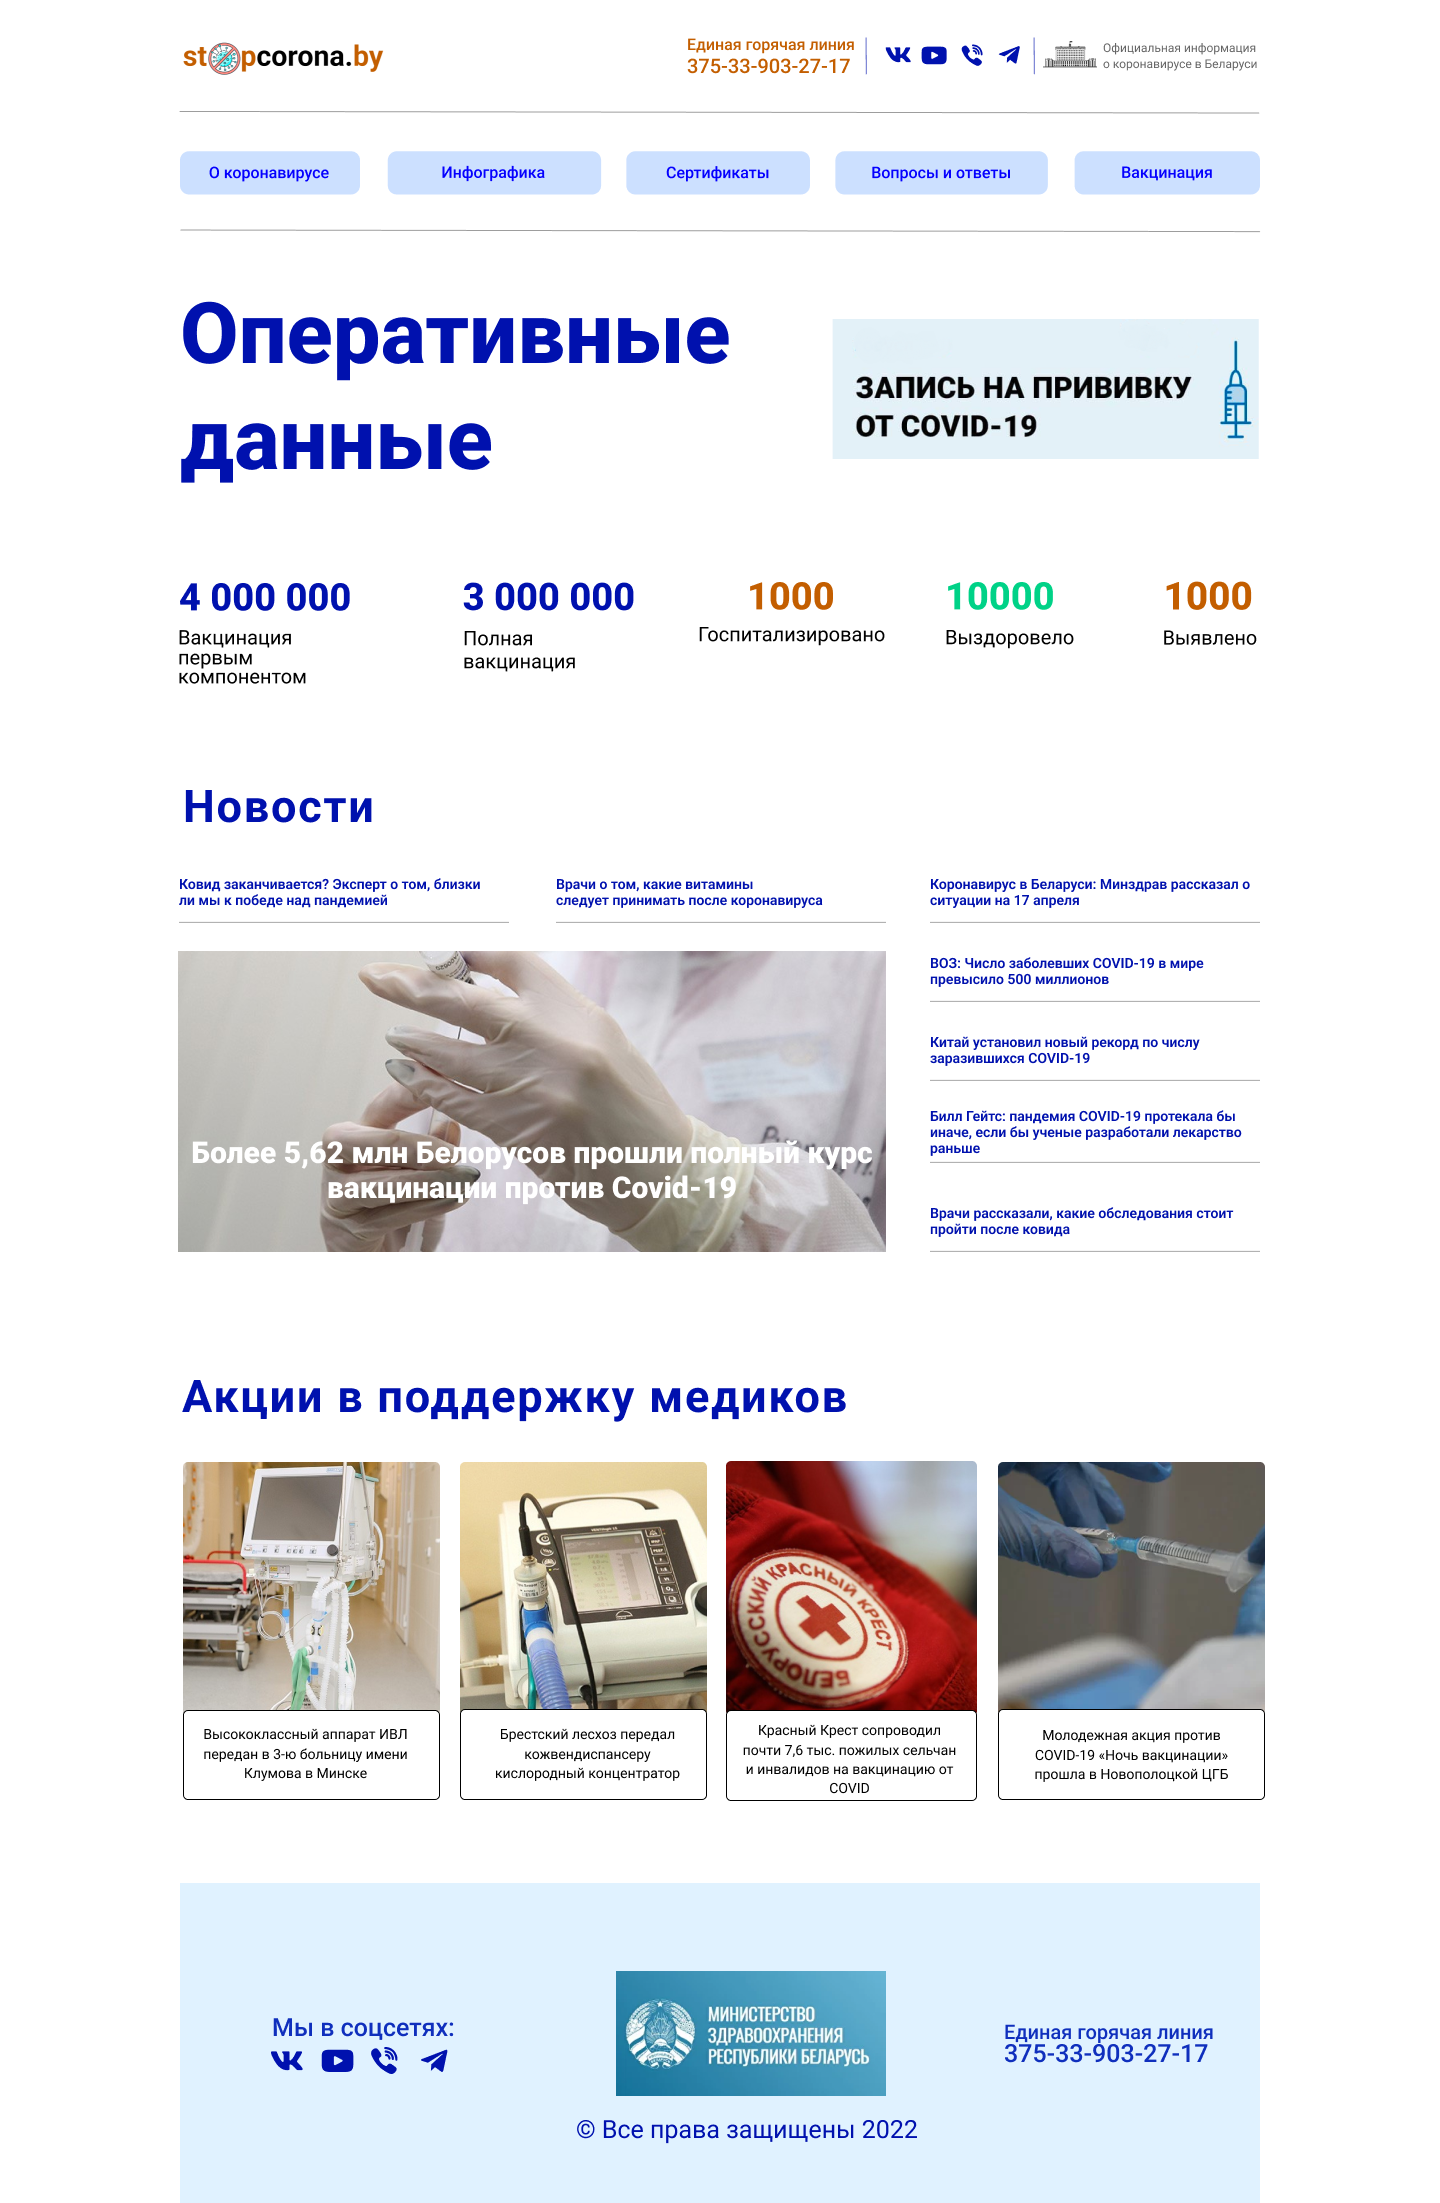 stopcorona.by
Единая горячая линия
375-33-903-27-17
Официальная информация
о коронавирусе в Беларуси
О коронавирусе
Инфографика
Сертификаты
Вопросы и ответы
Вакцинация
Оперативные
данные
ЗАПИСЬ НА ПРИВИВКУ
ОТ COVID-19
4 000 000
Вакцинация
первым
компонентом
3 000 000
Полная
вакцинация
1000
Госпитализировано
10000
Выздоровело
1000
Выявлено
Новости
Ковид заканчивается? Эксперт о том, близки
ли мы к победе над пандемией
Врачи о том, какие витамины
следует принимать после коронавируса
Коронавирус в Беларуси: Минздрав рассказал о
ситуации на 17 апреля
ВОЗ: Число заболевших COVID-19 в мире
превысило 500 миллионов
Китай установил новый рекорд по числу
заразившихся COVID-19
Билл Гейтс: пандемия COVID-19 протекала бы
иначе, если бы ученые разработали лекарство
раньше
Врачи рассказали, какие обследования стоит
пройти после ковида
Более 5,62 млн Белорусов прошли полный курс
вакцинации против Covid-19
Акции в поддержку медиков
БЕЛОРУССКИЙ КРАСНЫЙ КРЕСТ
Высококлассный аппарат ИВЛ
передан в 3-ю больницу имени
Клумова в Минске
Брестский лесхоз передал
кожвендиспансеру
кислородный концентратор
Красный Крест сопроводил
почти 7,6 тыс. пожилых сельчан
и инвалидов на вакцинацию от
COVID
Молодежная акция против
COVID-19 «Ночь вакцинации»
прошла в Новополоцкой ЦГБ
Мы в соцсетях:
МИНИСТЕРСТВО
ЗДРАВООХРАНЕНИЯ
РЕСПУБЛИКИ БЕЛАРУСЬ
Единая горячая линия
375-33-903-27-17
© Все права защищены 2022